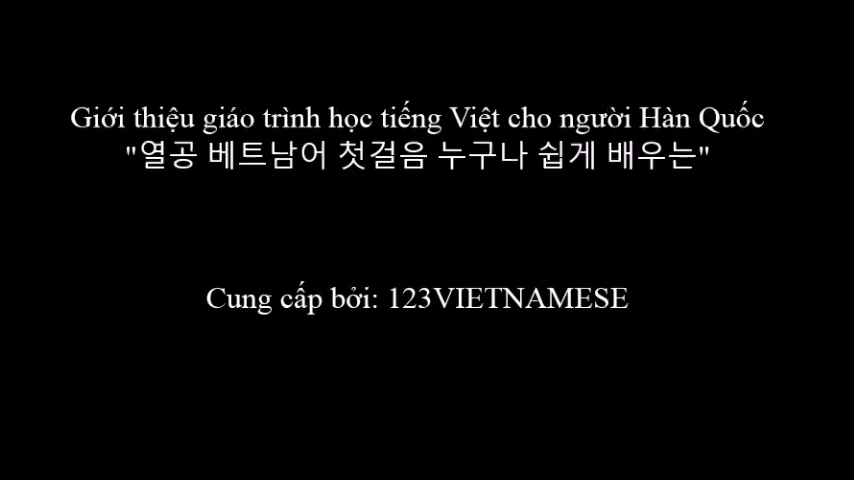 Giới thiệu giáo trình học tiếng Việt cho người Hàn Quốc
"열공 베트남어 첫걸음 누구나 쉽게 배우는"
Cung cấp bởi: 123VIETNAMESE